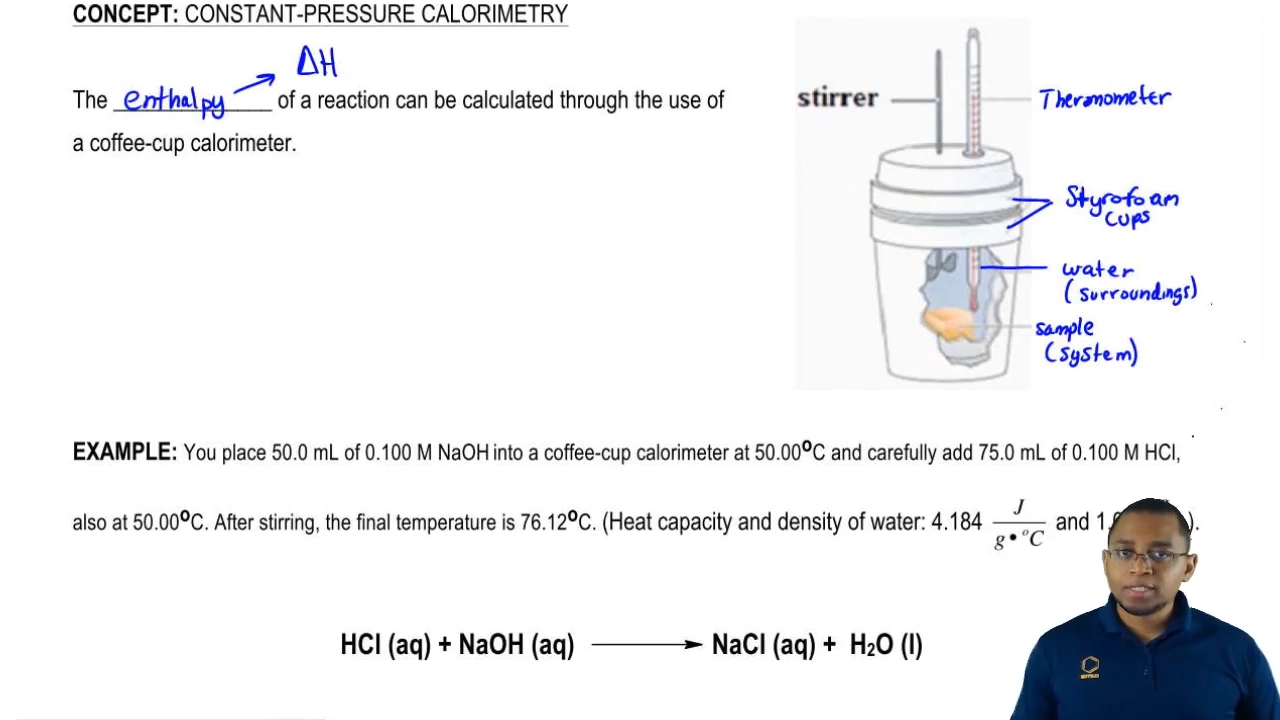 CONCEPT: CONSTANT-PRESSURE CALORIMETRY
ΔH
The enthalpy of a reaction can be calculated through the use of
a coffee-cup calorimeter.
stirrer
Thermometer
Styrofoam
cups
water
(surroundings)
sample
(system)
EXAMPLE: You place 50.0 mL of 0.100 M NaOH into a coffee-cup calorimeter at 50.00°C and carefully add 75.0 mL of 0.100 M HCl,
also at 50.00°C. After stirring, the final temperature is 76.12°C. (Heat capacity and density of water: 4.184 J/g•°C and 1. ).
HCl (aq) + NaOH (aq) → NaCl (aq) + H₂O (l)